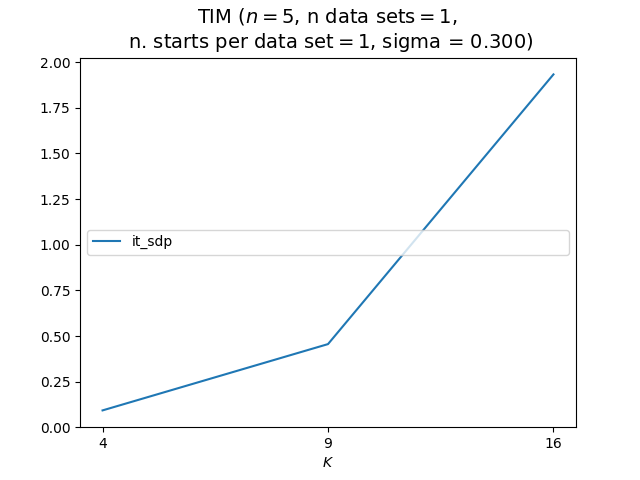 TIM (n = 5, n data sets = 1,
n. starts per data set = 1, sigma = 0.300)
2.00
1.75
1.50
1.25
1.00
0.75
0.50
0.25
0.00
it_sdp
4 9 16
K